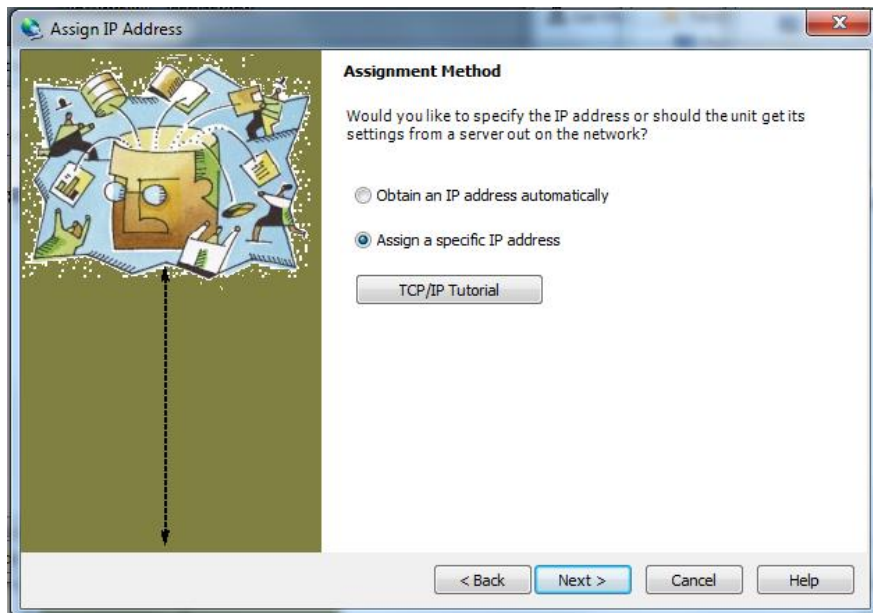 Assign IP Address
Assignment Method
Would you like to specify the IP address or should the unit get its
settings from a server out on the network?
Obtain an IP address automatically
Assign a specific IP address
TCP/IP Tutorial
< Back Next > Cancel Help